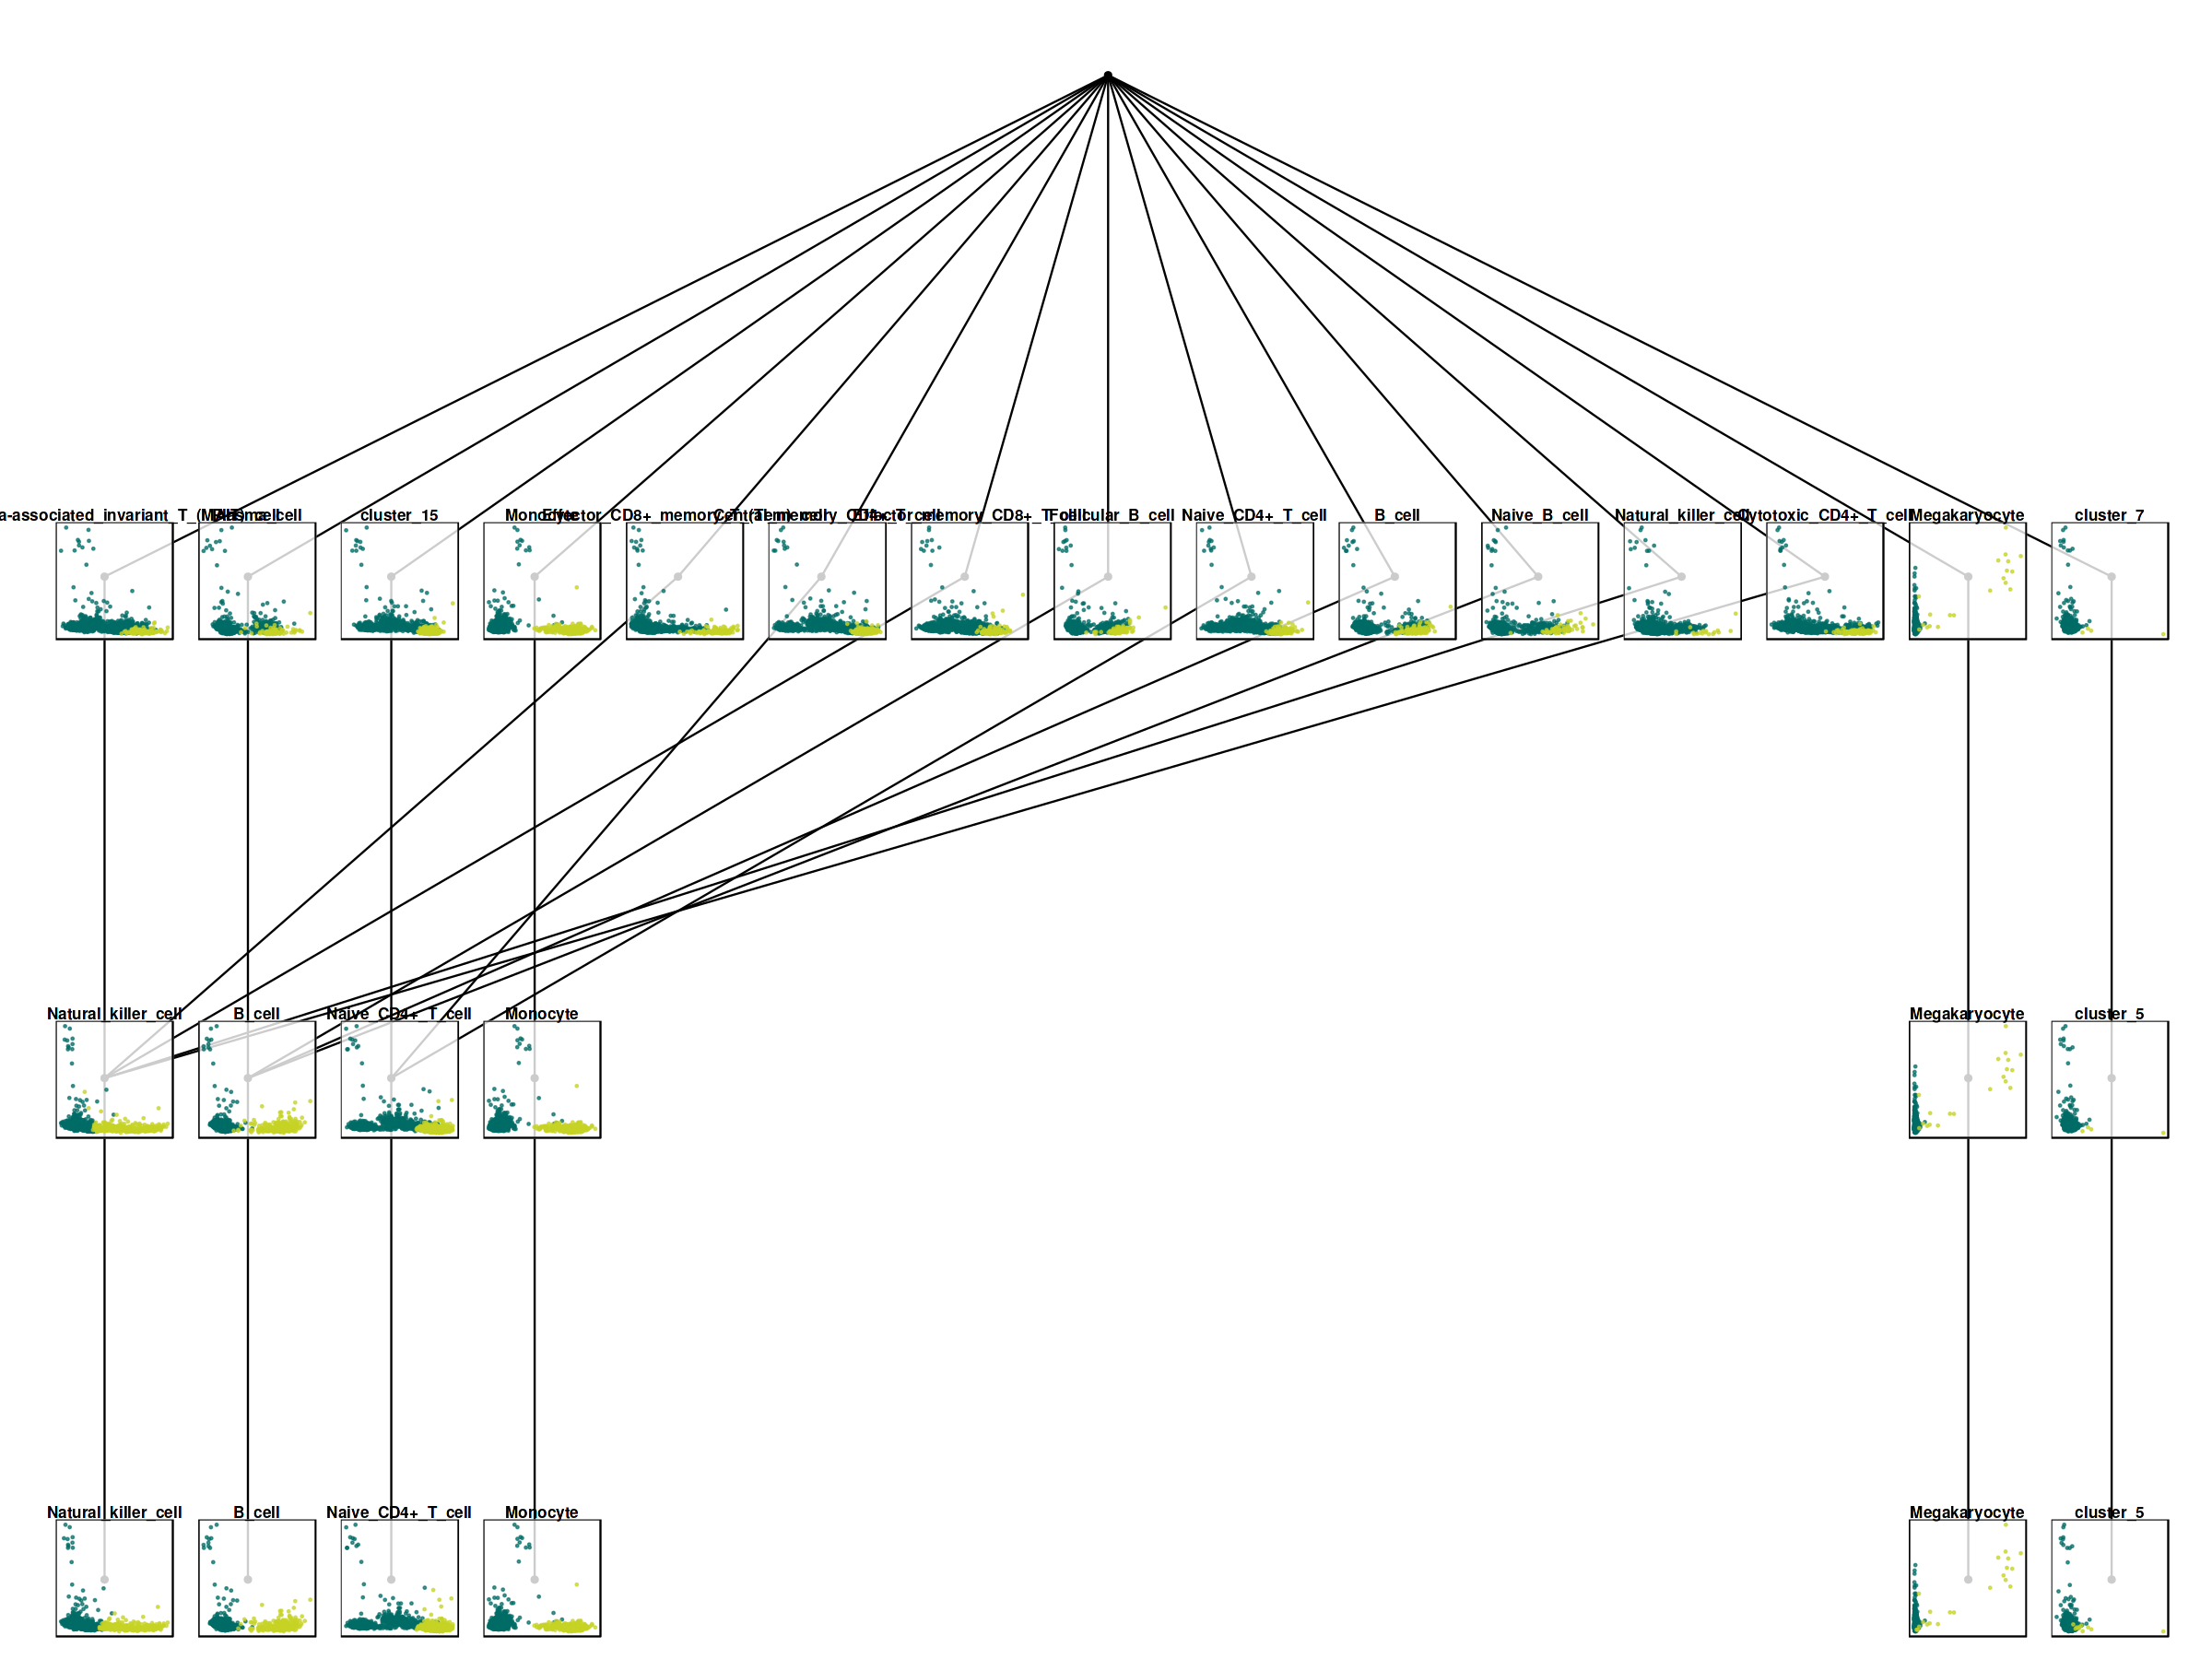 a-associated_invariant_T_(MAIT)_cell
Plasma_cell
cluster_15
Monocyte
Effector_CD8+_memory_T_(Tem)_cell
Central_memory_CD4+_T_cell
Effector_memory_CD8+_T_cell
Follicular_B_cell
Naive_CD4+_T_cell
B_cell
Naive_B_cell
Natural_killer_cell
Cytotoxic_CD4+_T_cell
Megakaryocyte
cluster_7
Natural_killer_cell
B_cell
Naive_CD4+_T_cell
Monocyte
Megakaryocyte
cluster_5
Natural_killer_cell
B_cell
Naive_CD4+_T_cell
Monocyte
Megakaryocyte
cluster_5